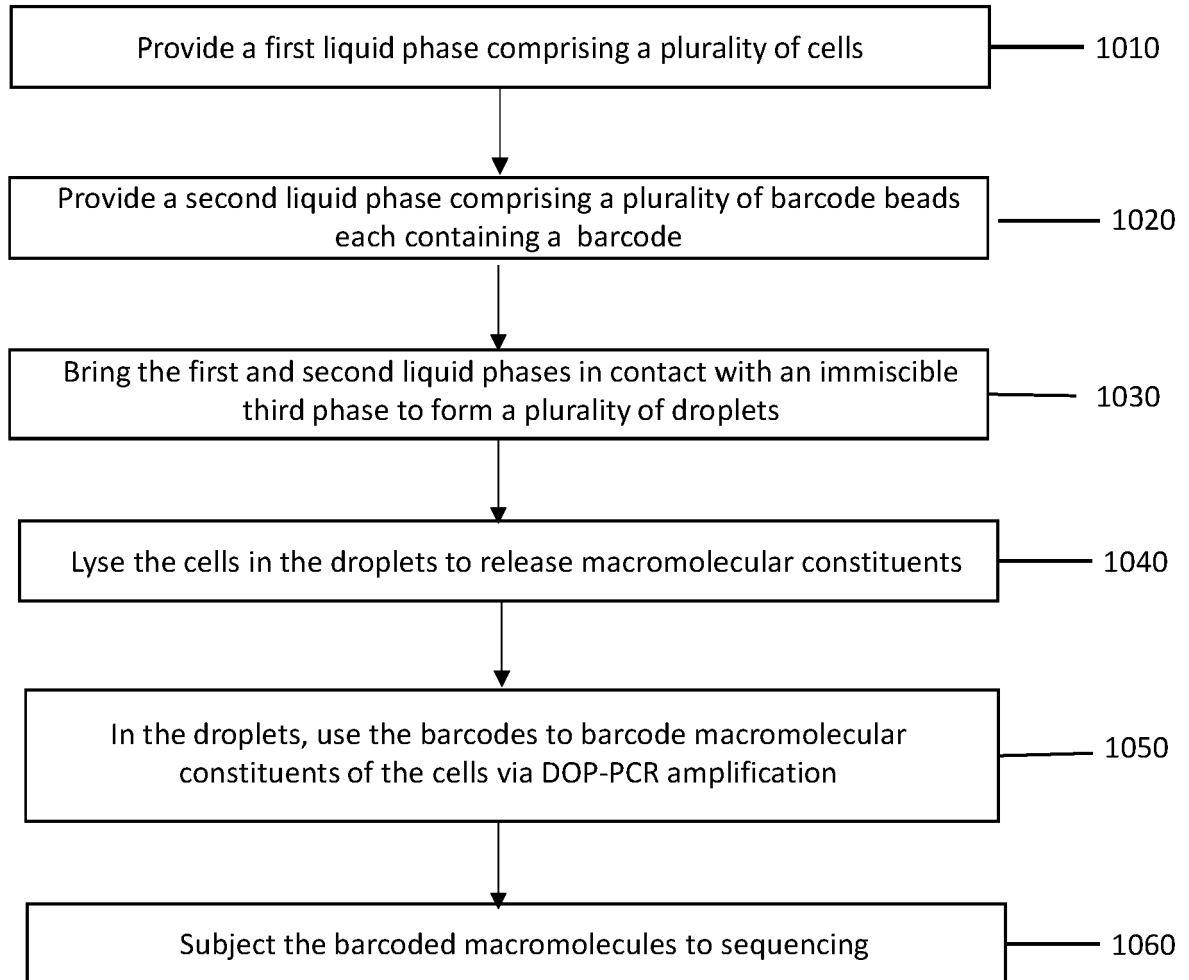 Provide a first liquid phase comprising a plurality of cells
1010
Provide a second liquid phase comprising a plurality of barcode beads
each containing a barcode
1020
Bring the first and second liquid phases in contact with an immiscible
third phase to form a plurality of droplets
1030
Lyse the cells in the droplets to release macromolecular constituents
1040
In the droplets, use the barcodes to barcode macromolecular
constituents of the cells via DOP-PCR amplification
1050
Subject the barcoded macromolecules to sequencing
1060